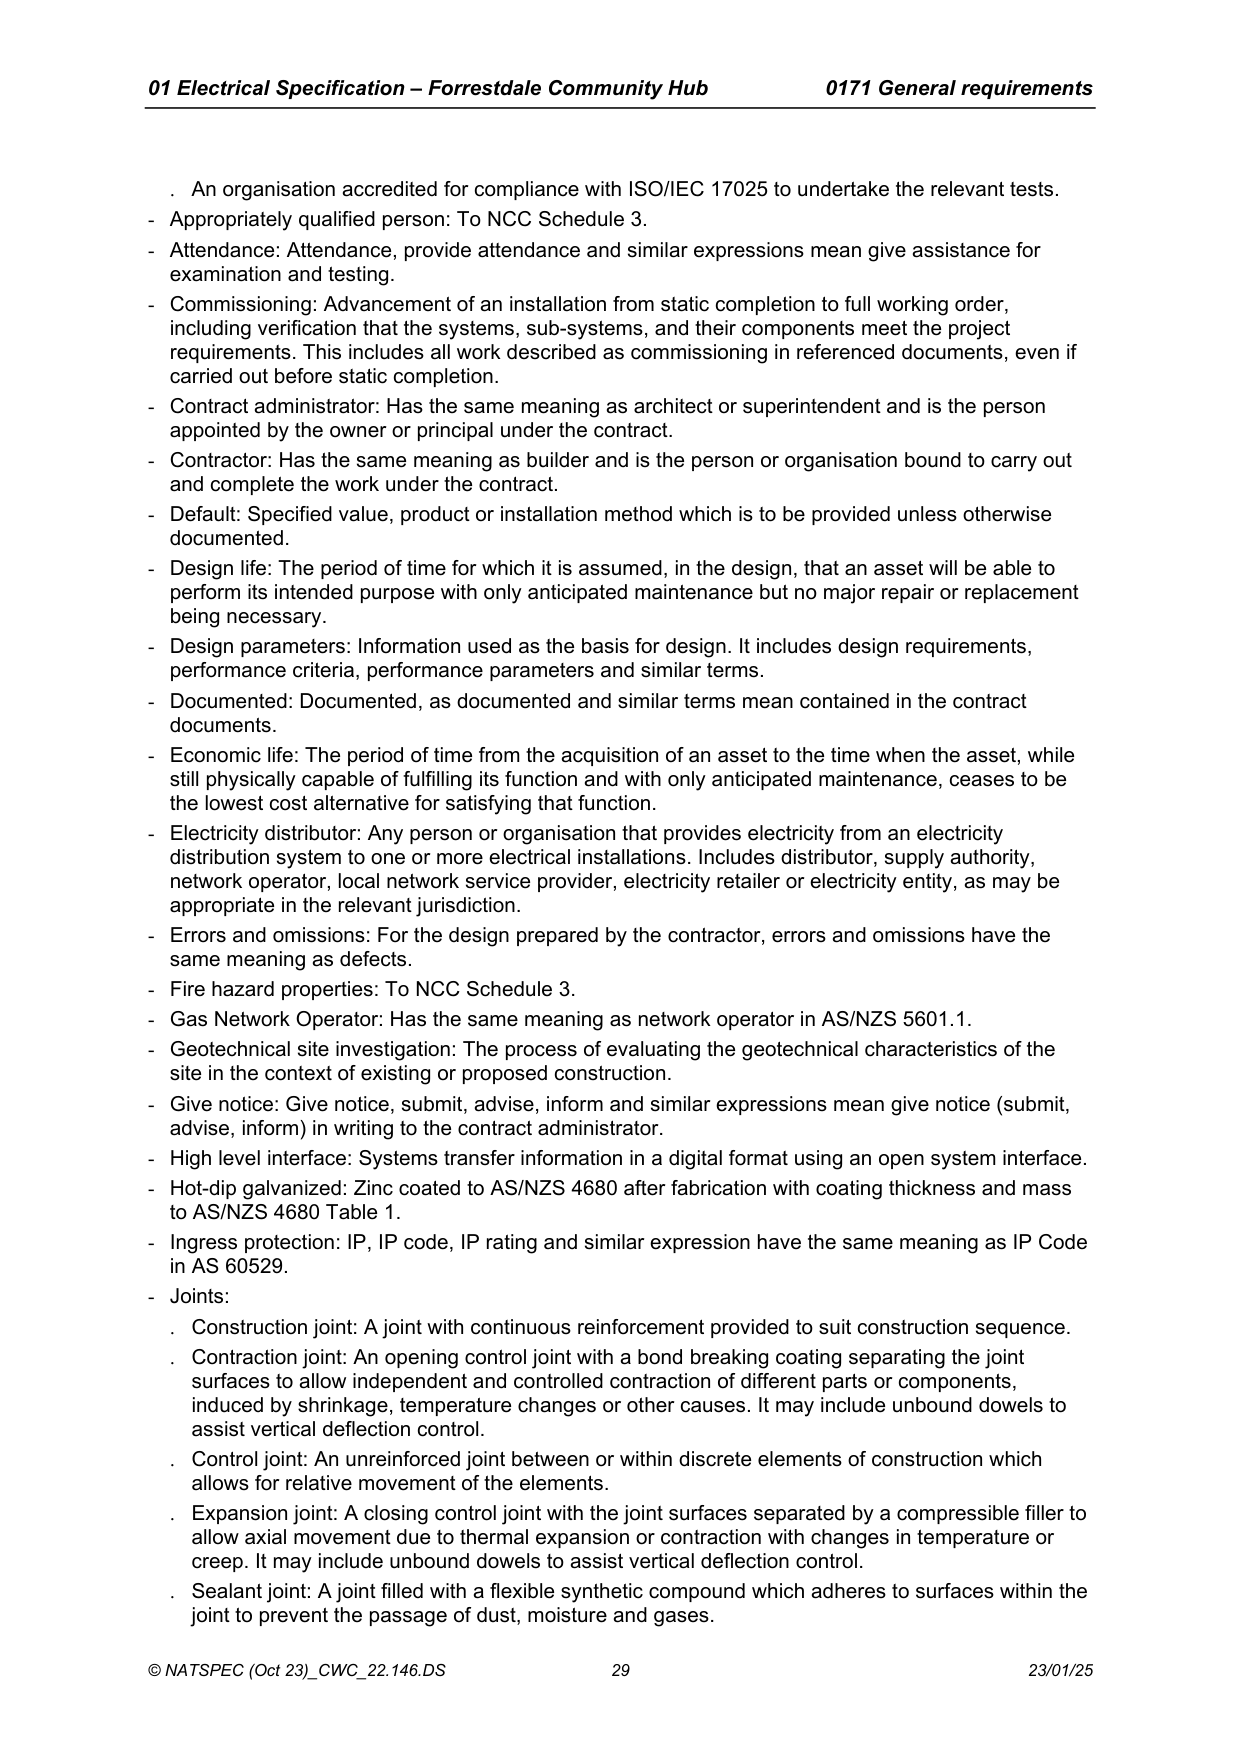 01 Electrical Specification – Forrestdale Community Hub 0171 General requirements
. An organisation accredited for compliance with ISO/IEC 17025 to undertake the relevant tests.
- Appropriately qualified person: To NCC Schedule 3.
- Attendance: Attendance, provide attendance and similar expressions mean give assistance for
examination and testing.
- Commissioning: Advancement of an installation from static completion to full working order,
including verification that the systems, sub-systems, and their components meet the project
requirements. This includes all work described as commissioning in referenced documents, even if
carried out before static completion.
- Contract administrator: Has the same meaning as architect or superintendent and is the person
appointed by the owner or principal under the contract.
- Contractor: Has the same meaning as builder and is the person or organisation bound to carry out
and complete the work under the contract.
- Default: Specified value, product or installation method which is to be provided unless otherwise
documented.
- Design life: The period of time for which it is assumed, in the design, that an asset will be able to
perform its intended purpose with only anticipated maintenance but no major repair or replacement
being necessary.
- Design parameters: Information used as the basis for design. It includes design requirements,
performance criteria, performance parameters and similar terms.
- Documented: Documented, as documented and similar terms mean contained in the contract
documents.
- Economic life: The period of time from the acquisition of an asset to the time when the asset, while
still physically capable of fulfilling its function and with only anticipated maintenance, ceases to be
the lowest cost alternative for satisfying that function.
- Electricity distributor: Any person or organisation that provides electricity from an electricity
distribution system to one or more electrical installations. Includes distributor, supply authority,
network operator, local network service provider, electricity retailer or electricity entity, as may be
appropriate in the relevant jurisdiction.
- Errors and omissions: For the design prepared by the contractor, errors and omissions have the
same meaning as defects.
- Fire hazard properties: To NCC Schedule 3.
- Gas Network Operator: Has the same meaning as network operator in AS/NZS 5601.1.
- Geotechnical site investigation: The process of evaluating the geotechnical characteristics of the
site in the context of existing or proposed construction.
- Give notice: Give notice, submit, advise, inform and similar expressions mean give notice (submit,
advise, inform) in writing to the contract administrator.
- High level interface: Systems transfer information in a digital format using an open system interface.
- Hot-dip galvanized: Zinc coated to AS/NZS 4680 after fabrication with coating thickness and mass
to AS/NZS 4680 Table 1.
- Ingress protection: IP, IP code, IP rating and similar expression have the same meaning as IP Code
in AS 60529.
- Joints:
. Construction joint: A joint with continuous reinforcement provided to suit construction sequence.
. Contraction joint: An opening control joint with a bond breaking coating separating the joint
surfaces to allow independent and controlled contraction of different parts or components,
induced by shrinkage, temperature changes or other causes. It may include unbound dowels to
assist vertical deflection control.
. Control joint: An unreinforced joint between or within discrete elements of construction which
allows for relative movement of the elements.
. Expansion joint: A closing control joint with the joint surfaces separated by a compressible filler to
allow axial movement due to thermal expansion or contraction with changes in temperature or
creep. It may include unbound dowels to assist vertical deflection control.
. Sealant joint: A joint filled with a flexible synthetic compound which adheres to surfaces within the
joint to prevent the passage of dust, moisture and gases.
© NATSPEC (Oct 23)_CWC_22.146.DS 29 23/01/25